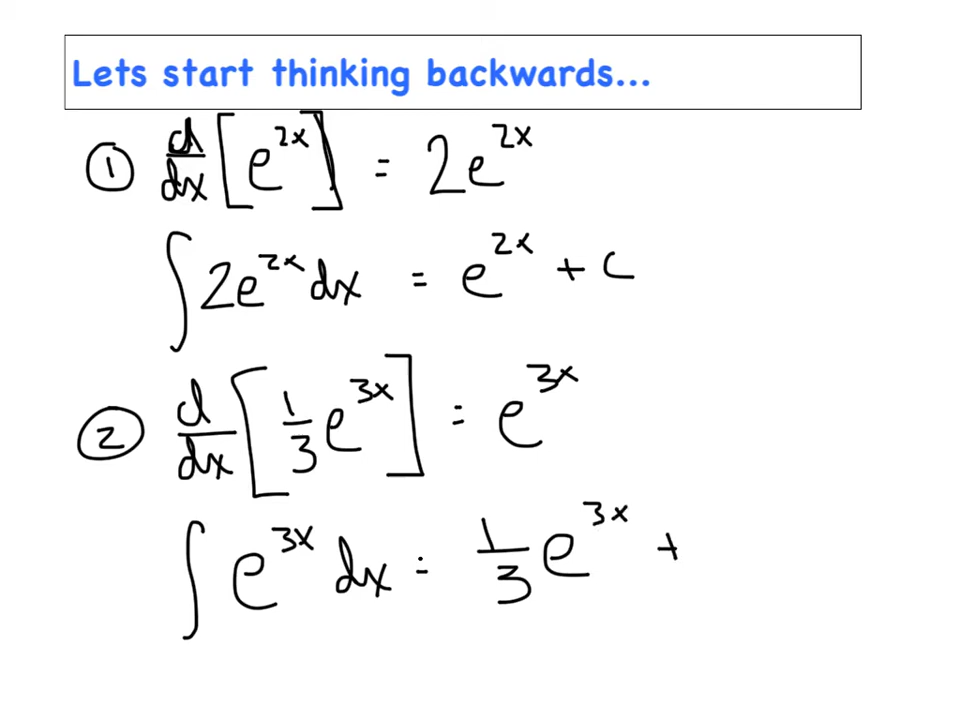 Lets start thinking backwards...
① d/dx [e^{2x}] = 2e^{2x}
∫ 2e^{2x} dx = e^{2x} + c
② d/dx [1/3 e^{3x}] = e^{3x}
∫ e^{3x} dx = 1/3 e^{3x} +